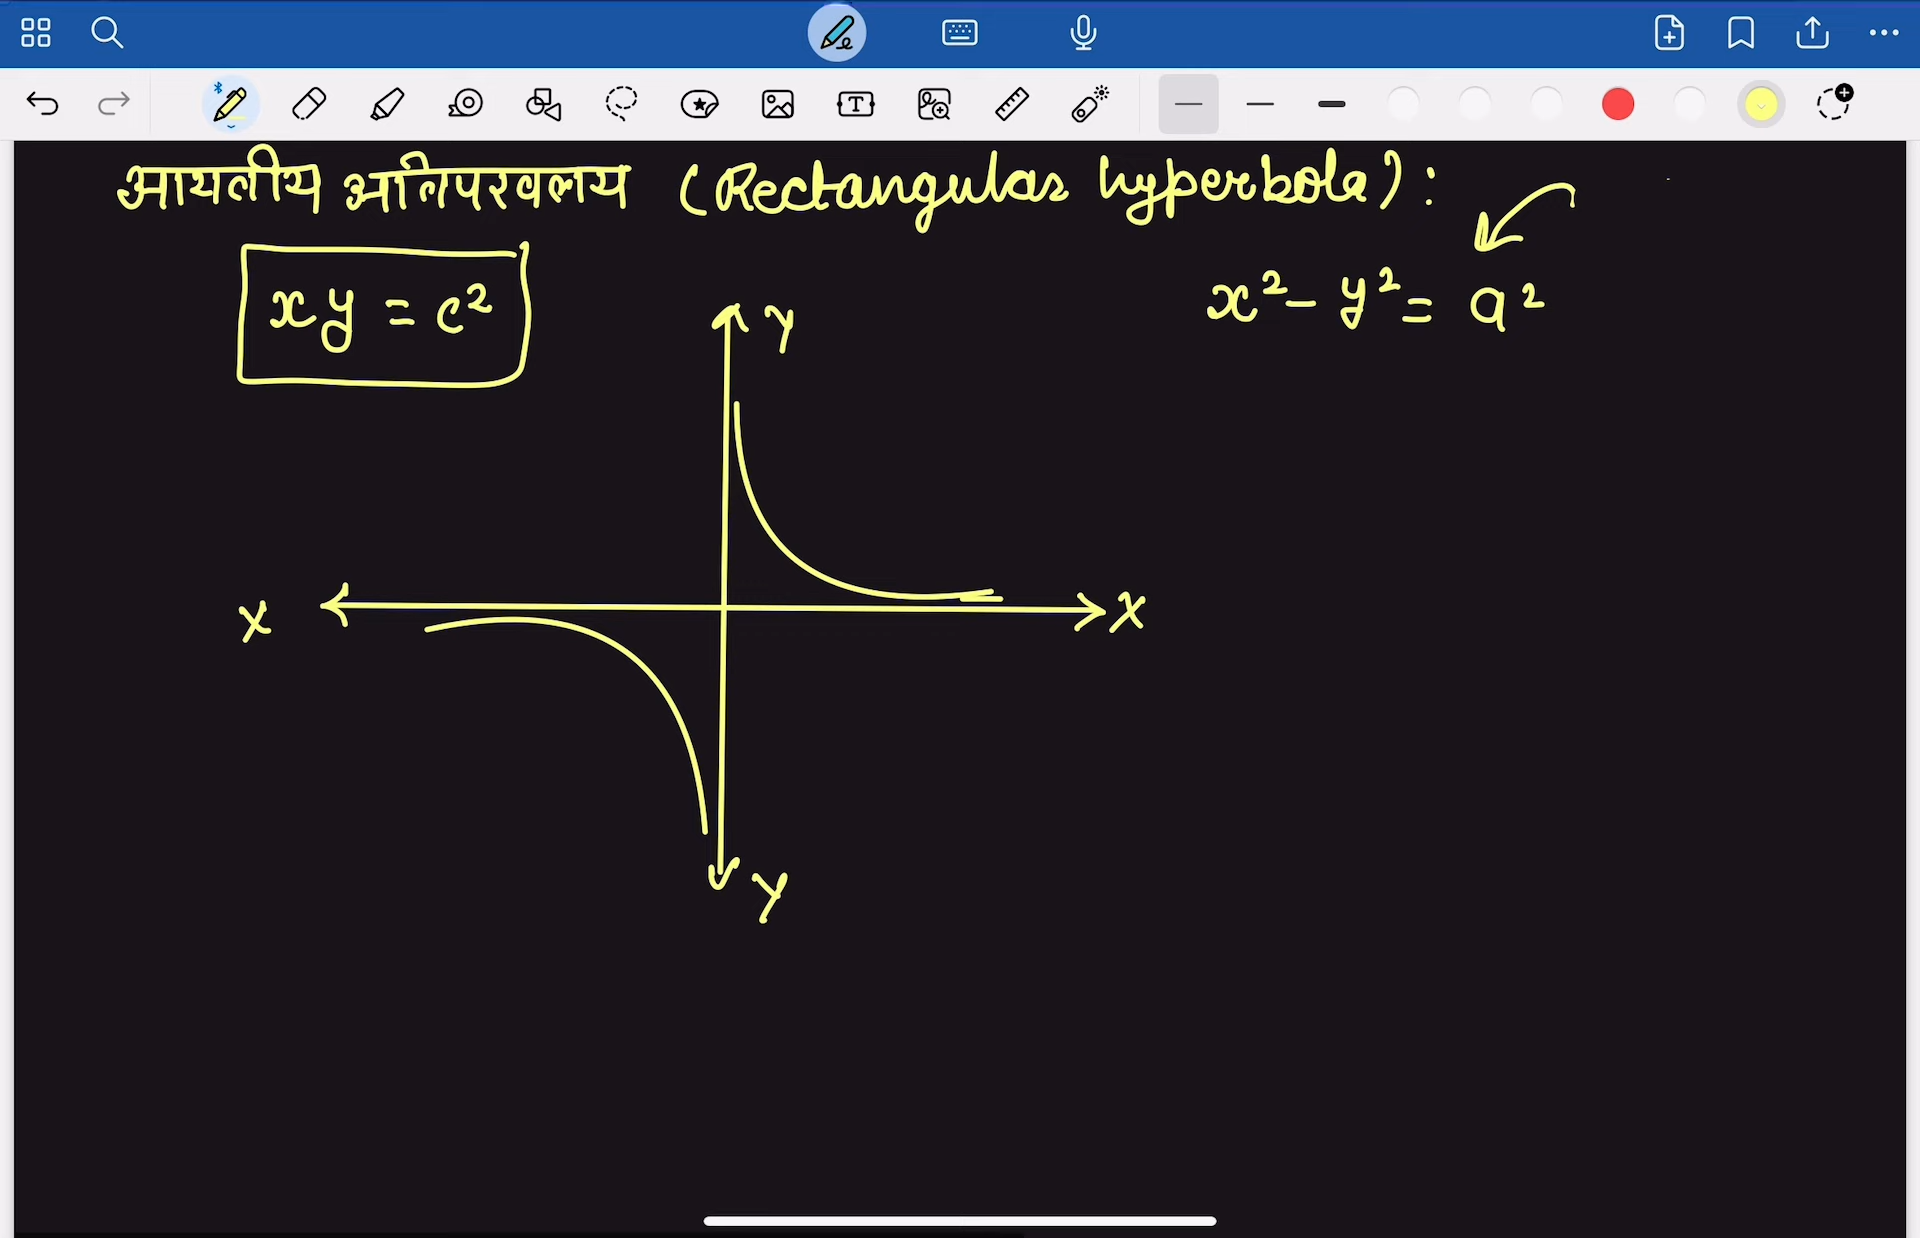 आयतीय अतिपरवलय (Rectangular hyperbola) :
xy = c²
x² - y² = a²
y
x
x
y